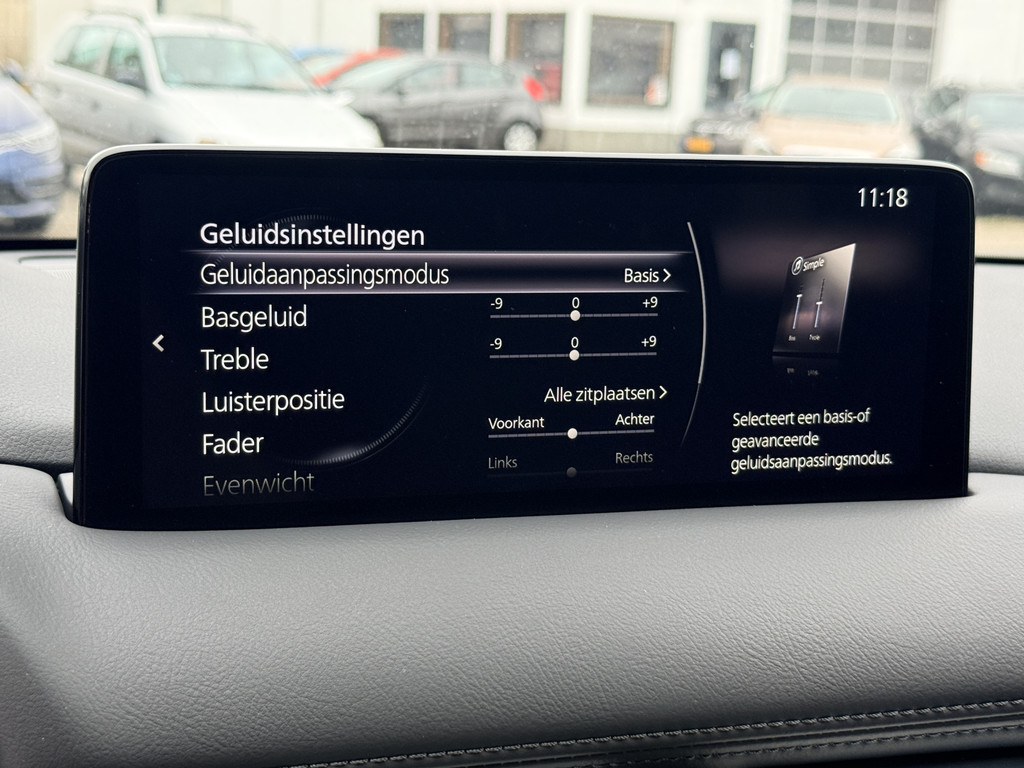 11:18
Geluidsinstellingen
Geluidaanpassingsmodus Basis
Basgeluid -9 0 +9
Treble -9 0 +9
Luisterpositie Alle zitplaatsen
Fader Voorkant Achter
Evenwicht Links Rechts
Simple
Selecteert een basis-of
geavanceerde
geluidsaanpassingsmodus.